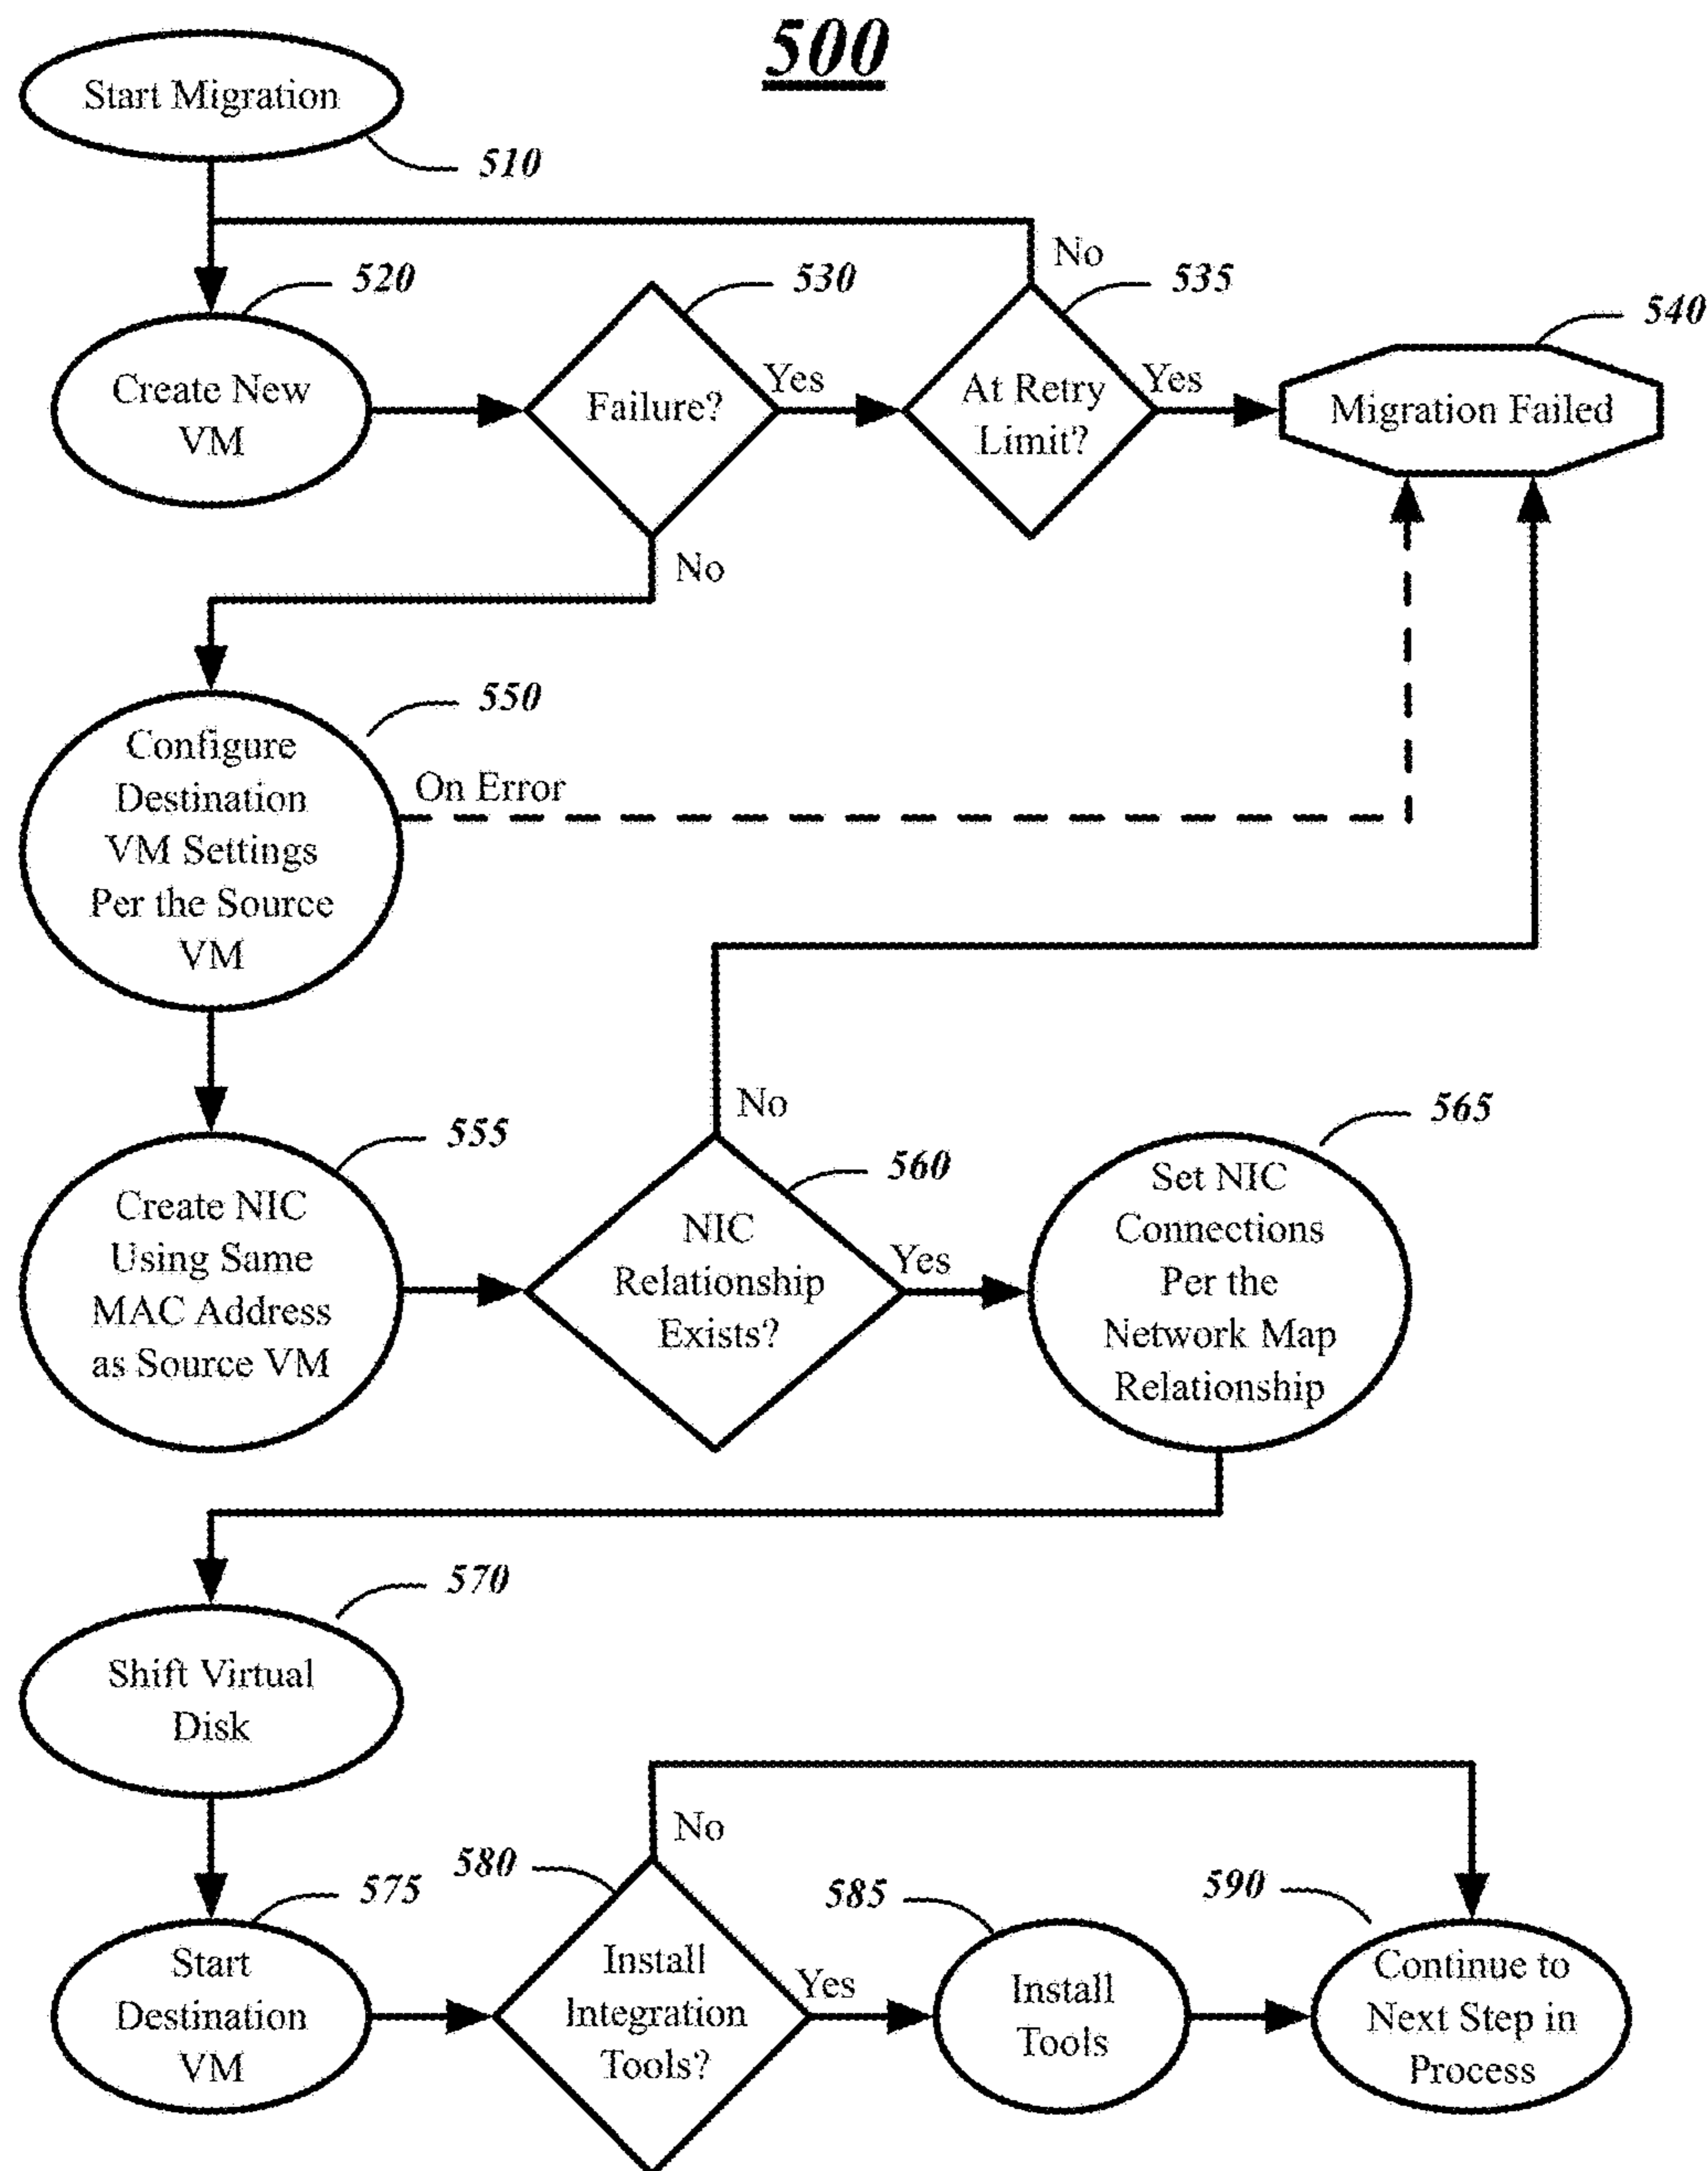 500
Start Migration
510
No
520
530
535
540
Create New
VM
Failure?
Yes
At Retry
Limit?
Yes
Migration Failed
No
550
Configure
Destination
VM Settings
Per the Source
VM
On Error
No
555
560
565
Create NIC
Using Same
MAC Address
as Source VM
NIC
Relationship
Exists?
Yes
Set NIC
Connections
Per the
Network Map
Relationship
570
Shift Virtual
Disk
No
575
580
585
590
Start
Destination
VM
Install
Integration
Tools?
Yes
Install
Tools
Continue to
Next Step in
Process